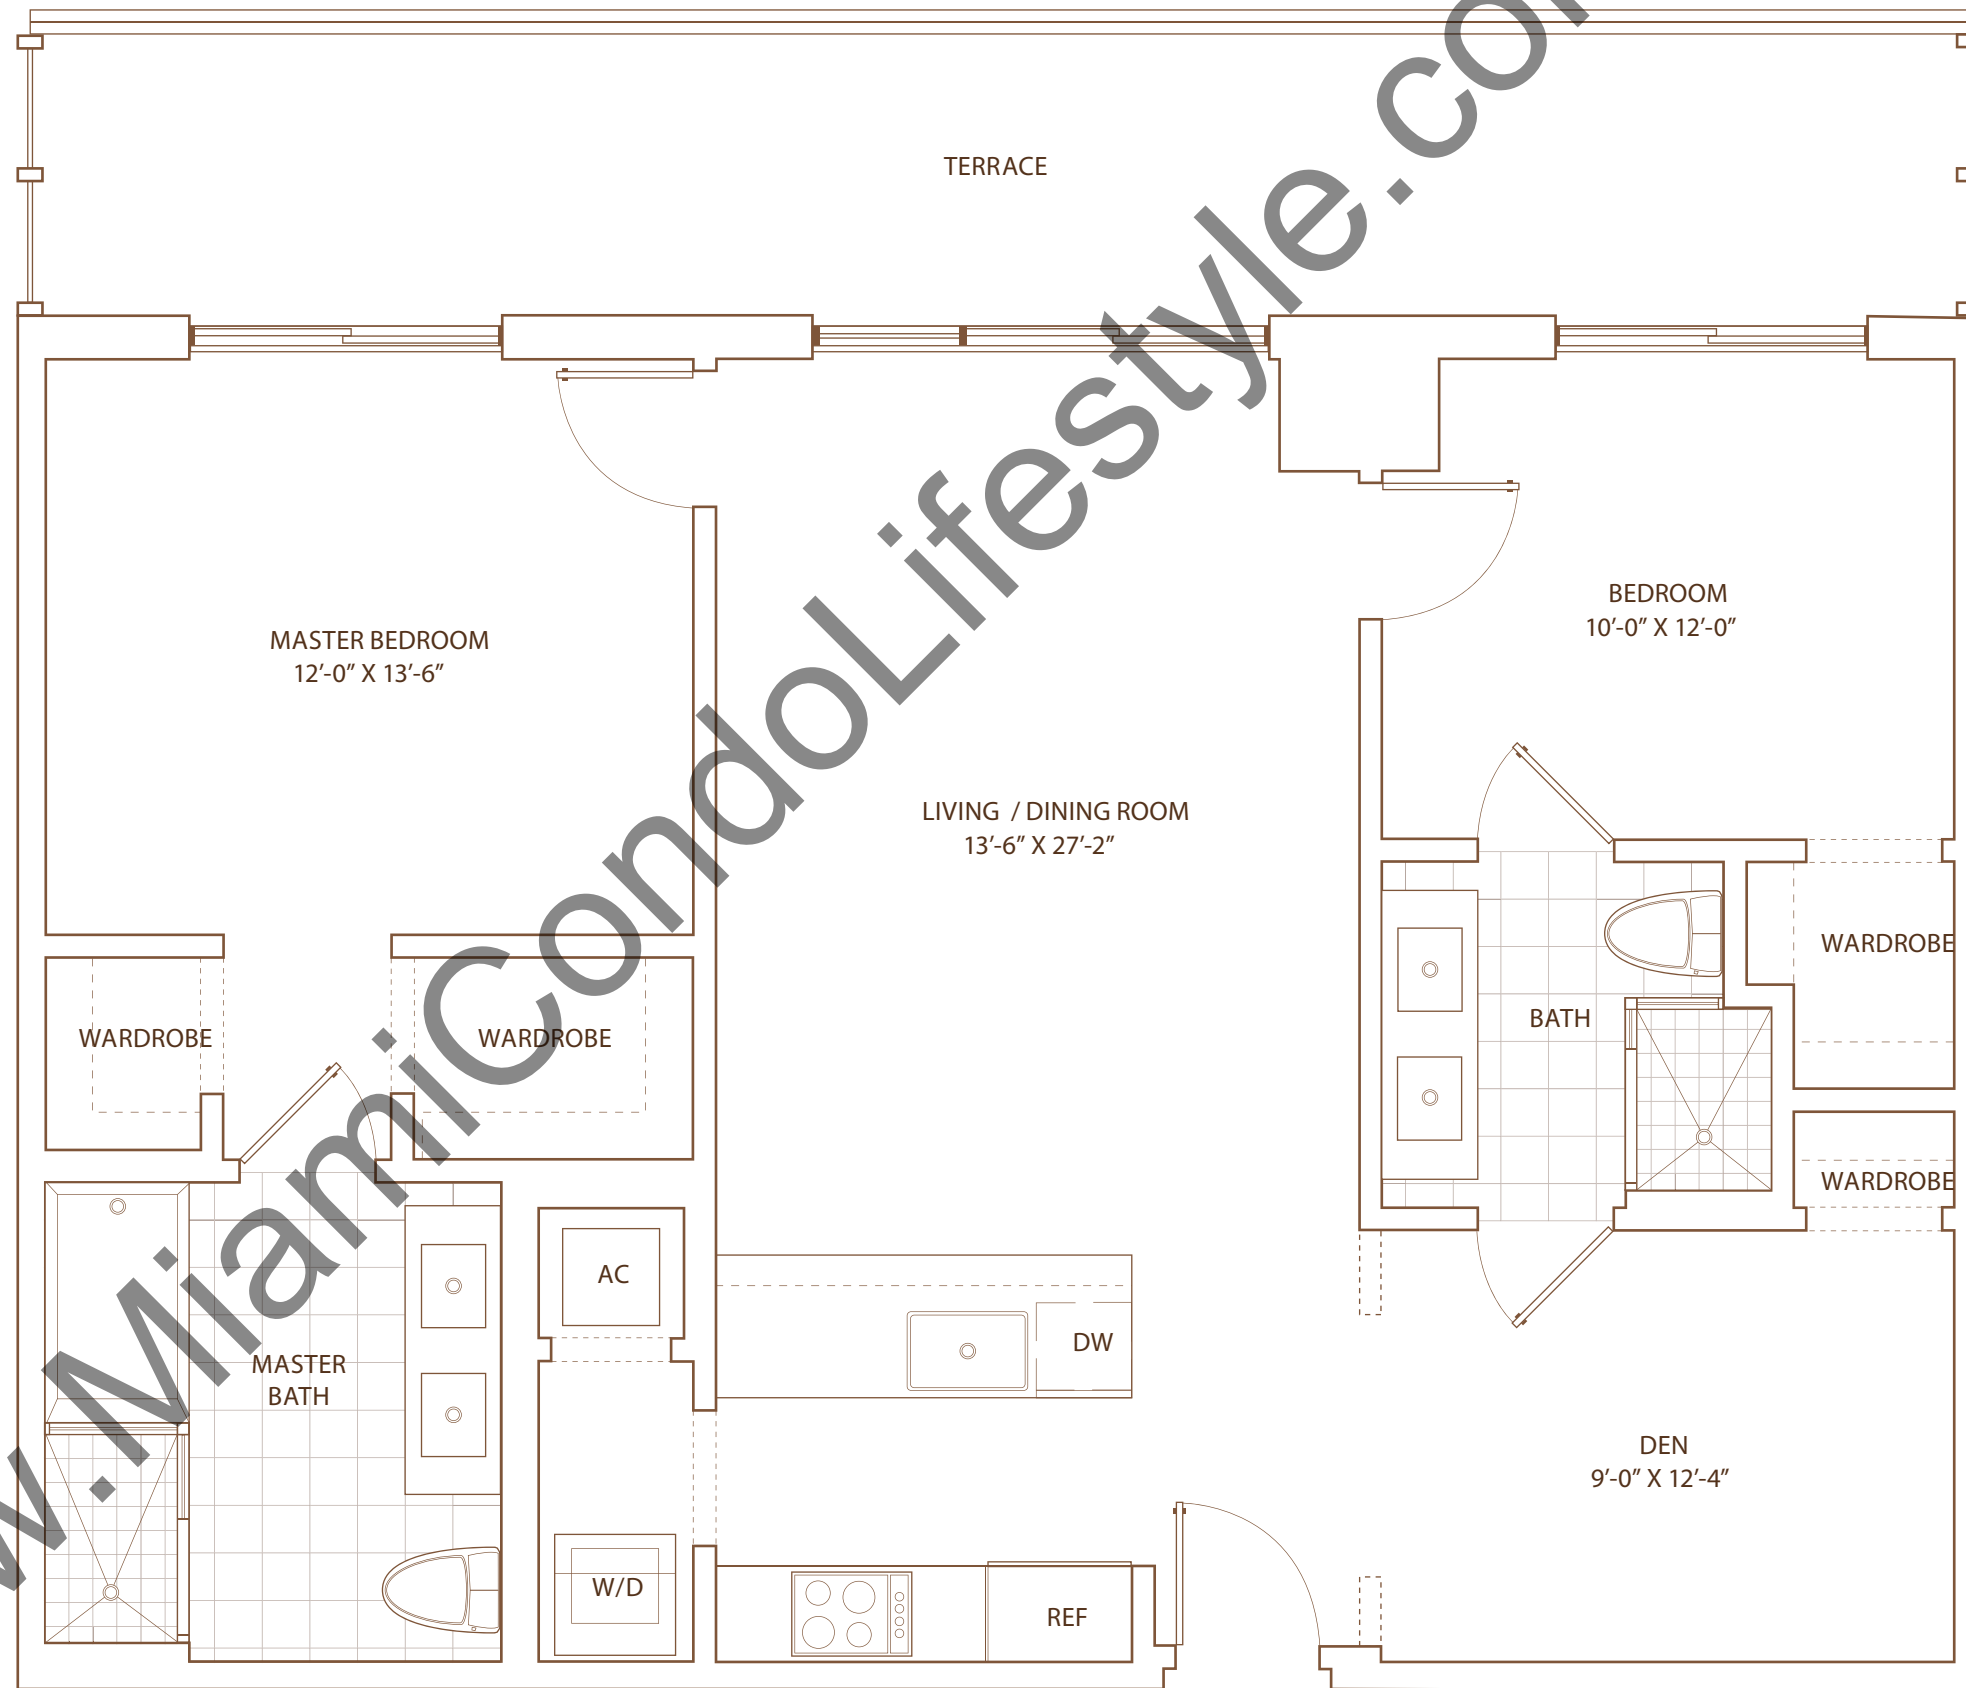 TERRACE
BEDROOM
10'-0" X 12'-0"
MASTER BEDROOM
12'-0" X 13'-6"
LIVING / DINING ROOM
13'-6" X 27'-2"
WARDROBE
BATH
WARDROBE
WARDROBE
WARDROBE
AC
DW
MASTER
BATH
DEN
9'-0" X 12'-4"
W/D
REF
w.MiamiCondoLifestyle.co